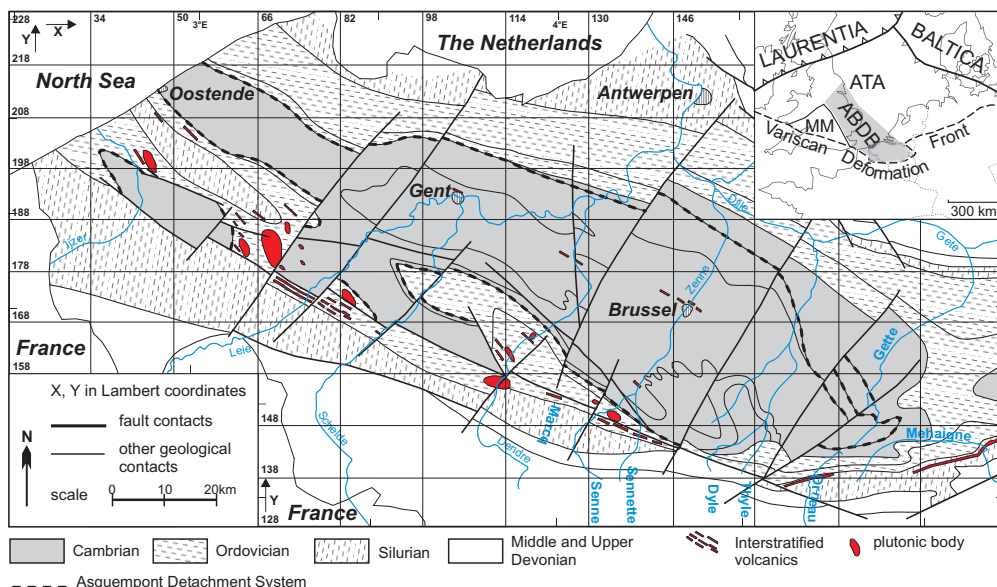 228
Y
X
34
50
3°E
66
82
98
114
4°E
130
146
218
208
198
188
178
168
158
148
138
128
Y
The Netherlands
North Sea
Oostende
Antwerpen
Gent
Brussel
France
France
Ijzer
Leie
Schelde
Dendre
Marcq
Senne
Sennette
Dyle
Thyle
Orneau
Mehaigne
Gette
Gete
Dijle
Zenne
LAURENTIA
BALTICA
ATA
ABDB
MM
Variscan
Deformation
Front
300 km
X, Y in Lambert coordinates
fault contacts
other geological
contacts
N
scale
0 10 20km
Cambrian
Ordovician
Silurian
Middle and Upper
Devonian
Interstratified
volcanics
plutonic body
Asquempont Detachment System